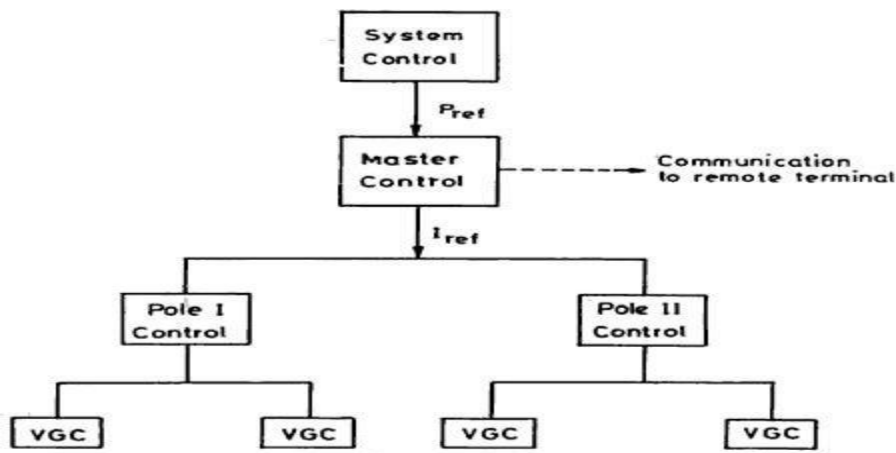 System
Control
Pref
Master
Control
Communication
to remote terminal
Iref
Pole I
Control
Pole II
Control
VGC
VGC
VGC
VGC